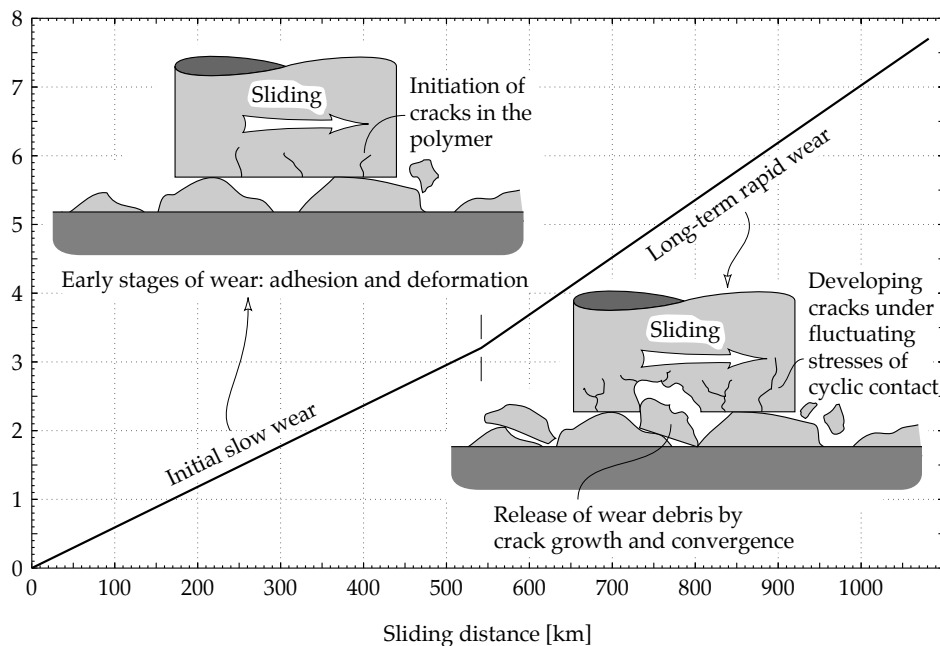 8
7
6
5
4
3
2
1
0
Sliding
Initiation of
cracks in the
polymer
Early stages of wear: adhesion and deformation
Initial slow wear
Long-term rapid wear
Sliding
Developing
cracks under
fluctuating
stresses of
cyclic contact
Release of wear debris by
crack growth and convergence
0 100 200 300 400 500 600 700 800 900 1000
Sliding distance [km]